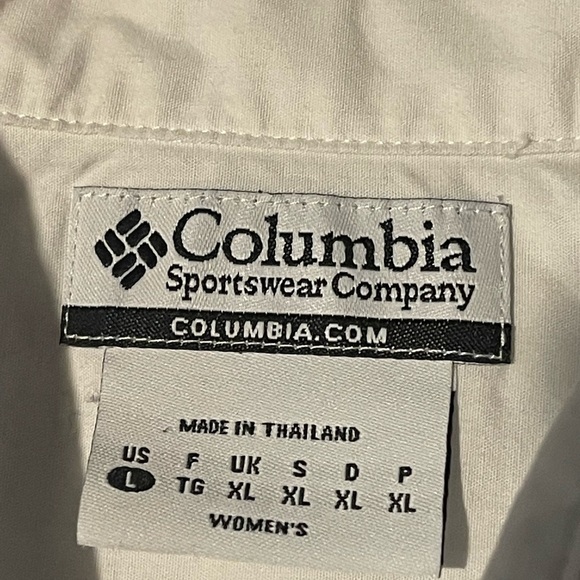 Columbia
Sportswear Company
COLUMBIA.COM
MADE IN THAILAND
US F UK S D P
L TG XL XL XL XL
WOMEN'S